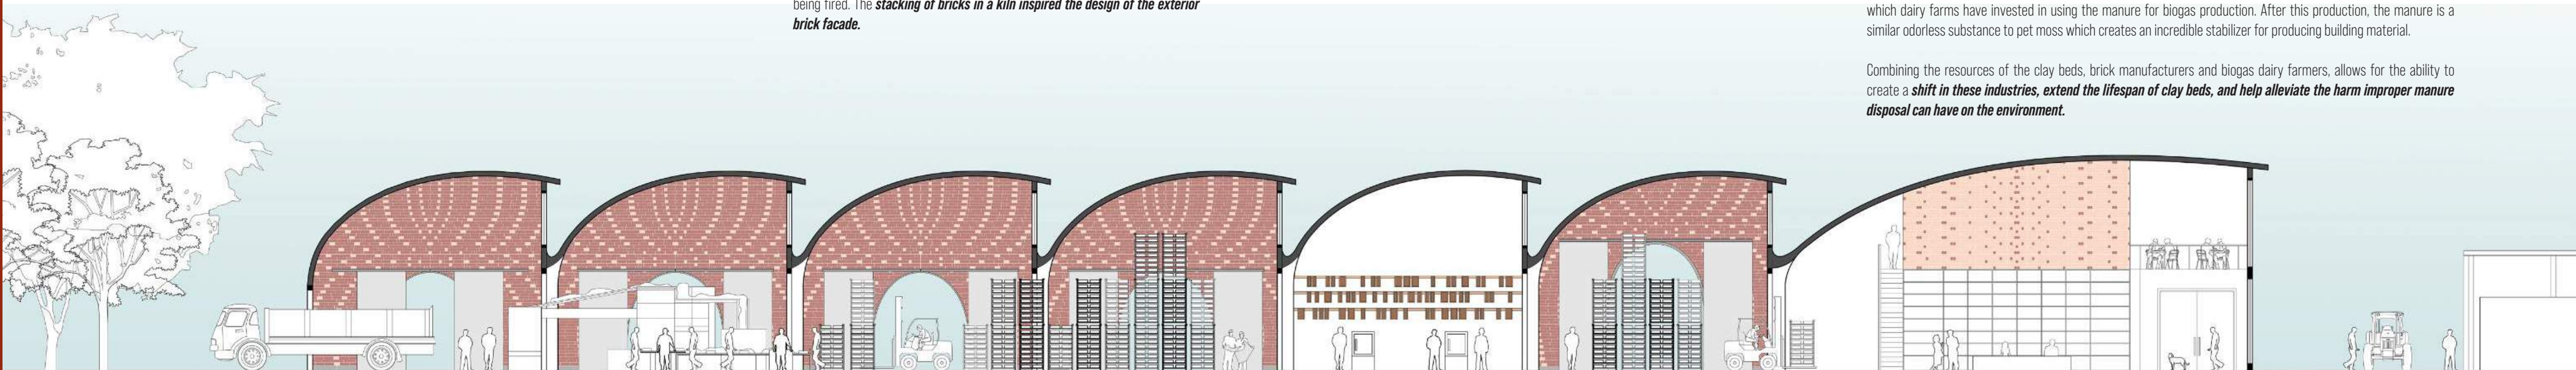 being fired. The stacking of bricks in a kiln inspired the design of the exterior
brick facade.
which dairy farms have invested in using the manure for biogas production. After this production, the manure is a
similar odorless substance to pet moss which creates an incredible stabilizer for producing building material.
Combining the resources of the clay beds, brick manufacturers and biogas dairy farmers, allows for the ability to
create a shift in these industries, extend the lifespan of clay beds, and help alleviate the harm improper manure
disposal can have on the environment.